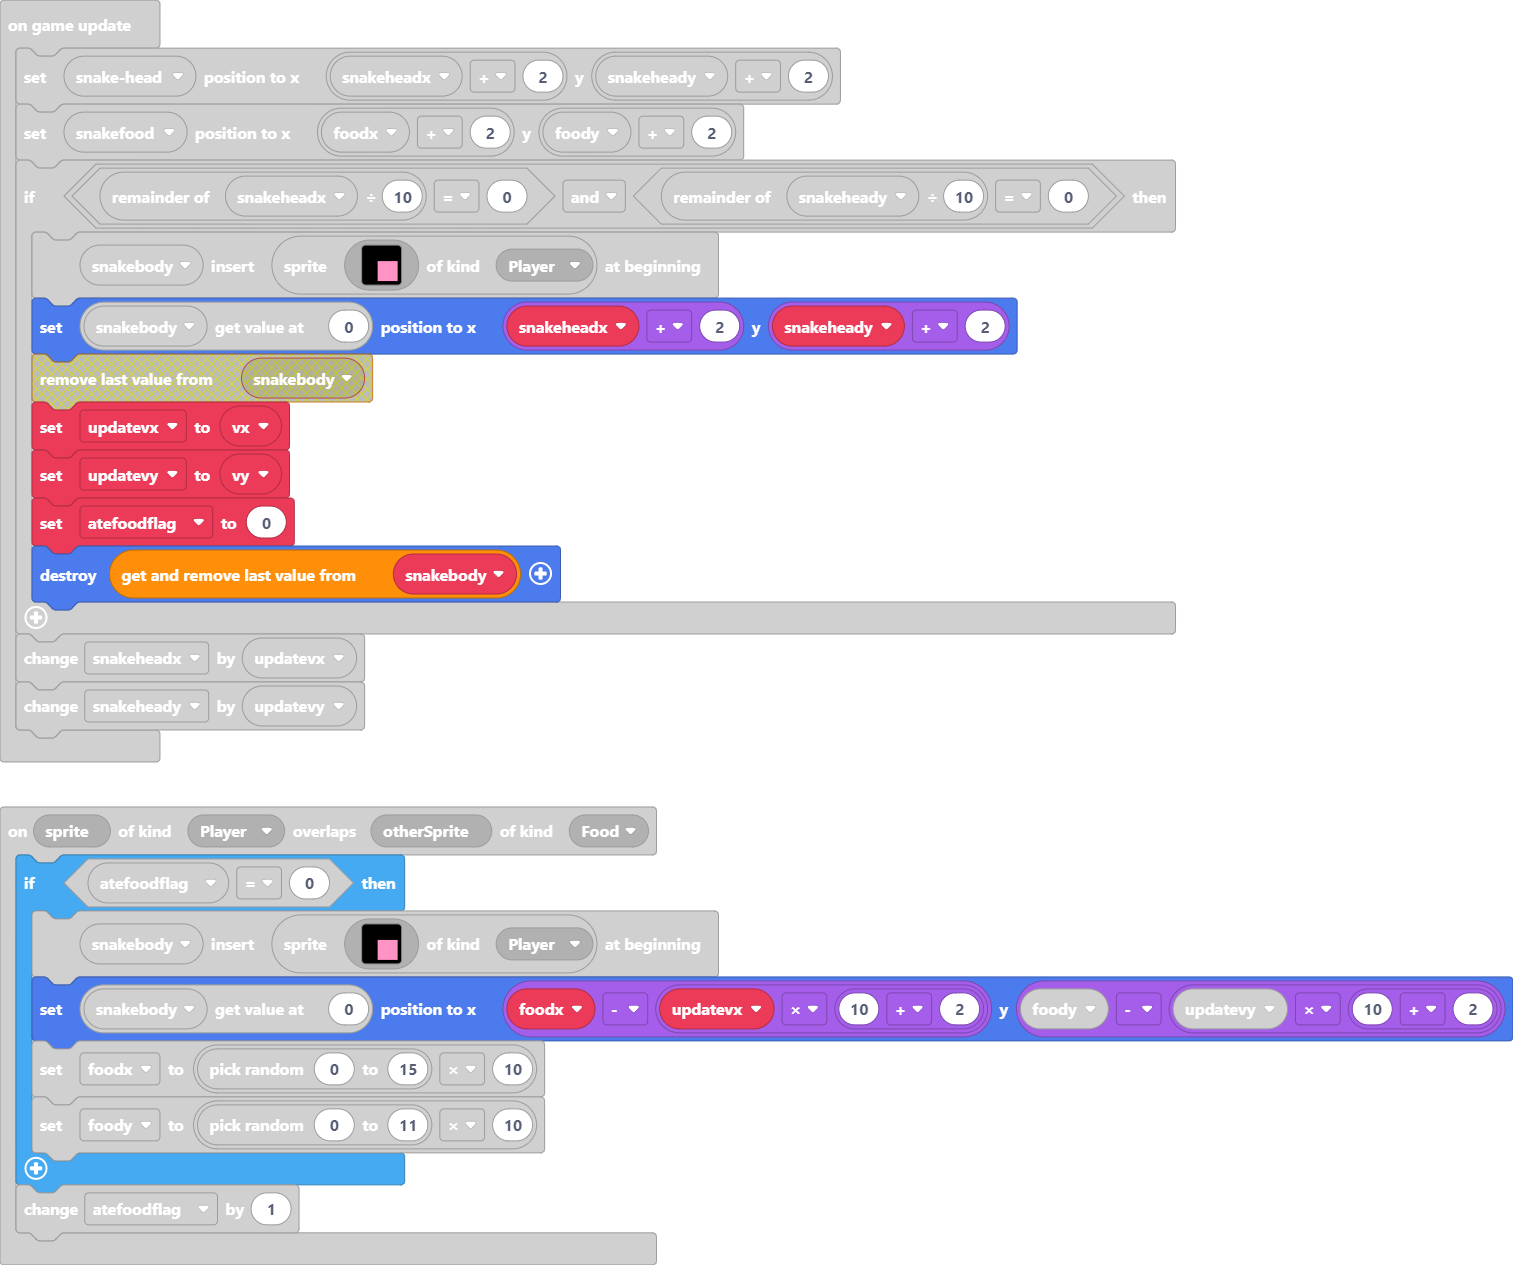 on game update
set snake-head position to x snakeheadx + 2 y snakeheady + 2
set snakefood position to x foodx + 2 y foody + 2
if remainder of snakeheadx ÷ 10 = 0 and remainder of snakeheady ÷ 10 = 0 then
snakebody insert sprite of kind Player at beginning
set snakebody get value at 0 position to x snakeheadx + 2 y snakeheady + 2
remove last value from snakebody
set updatevx to vx
set updatevy to vy
set atefoodflag to 0
destroy get and remove last value from snakebody
change snakeheadx by updatevx
change snakeheady by updatevy
on sprite of kind Player overlaps otherSprite of kind Food
if atefoodflag = 0 then
snakebody insert sprite of kind Player at beginning
set snakebody get value at 0 position to x foodx - updatevx × 10 + 2 y foody - updatevy × 10 + 2
set foodx to pick random 0 to 15 × 10
set foody to pick random 0 to 11 × 10
change atefoodflag by 1